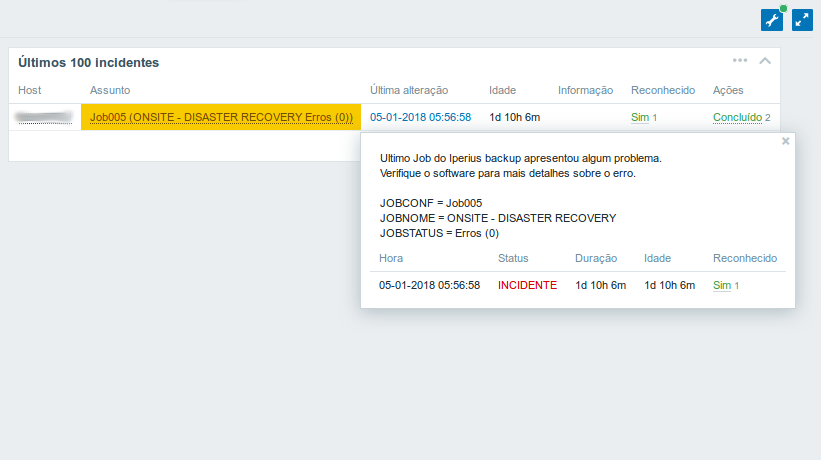 Últimos 100 incidentes
Host Assunto Última alteração Idade Informação Reconhecido Ações
Job005 (ONSITE - DISASTER RECOVERY Erros (0)) 05-01-2018 05:56:58 1d 10h 6m Sim 1 Concluído 2
Ultimo Job do Iperius backup apresentou algum problema.
Verifique o software para mais detalhes sobre o erro.
JOBCONF = Job005
JOBNOME = ONSITE - DISASTER RECOVERY
JOBSTATUS = Erros (0)
Hora Status Duração Idade Reconhecido
05-01-2018 05:56:58 INCIDENTE 1d 10h 6m 1d 10h 6m Sim 1